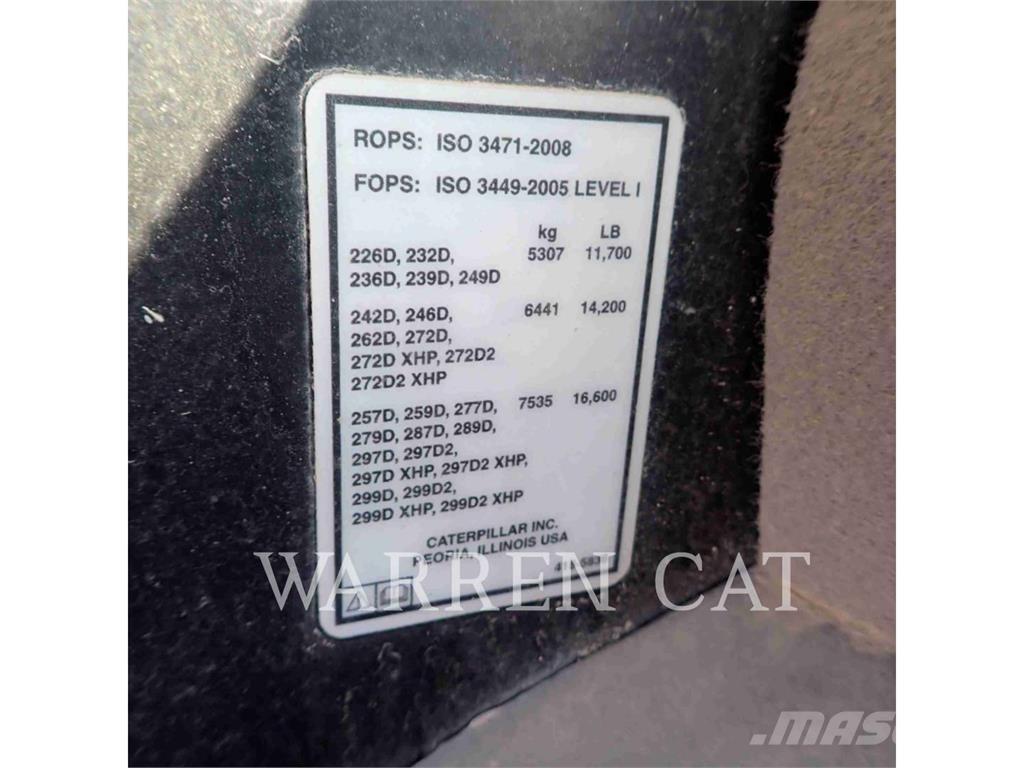 ROPS: ISO 3471-2008
FOPS: ISO 3449-2005 LEVEL I
kg LB
226D, 232D, 5307 11,700
236D, 239D, 249D
242D, 246D, 6441 14,200
262D, 272D,
272D XHP, 272D2
272D2 XHP
257D, 259D, 277D, 7535 16,600
279D, 287D, 289D,
297D, 297D2,
297D XHP, 297D2 XHP,
299D, 299D2,
299D XHP, 299D2 XHP
CATERPILLAR INC.
PEORIA, ILLINOIS USA
WARREN CAT